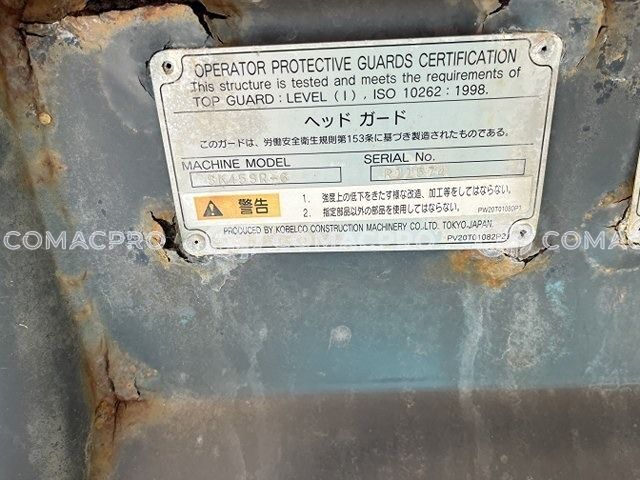 OPERATOR PROTECTIVE GUARDS CERTIFICATION
This structure is tested and meets the requirements of
TOP GUARD : LEVEL ( I ) , ISO 10262 : 1998.
ヘッド ガード
このガードは、労働安全衛生規則第153条に基づき製造されたものである。
MACHINE MODEL SERIAL No.
SK45SR-6
警告
1. 強度上の低下をきたす様な改造、加工等をしてはならない。
2. 指定部品以外の部品を使用してはならない。
PW20T01080P1
PRODUCED BY KOBELCO CONSTRUCTION MACHINERY CO.,LTD. TOKYO,JAPAN.
PV20T01082P2
COMACPRO